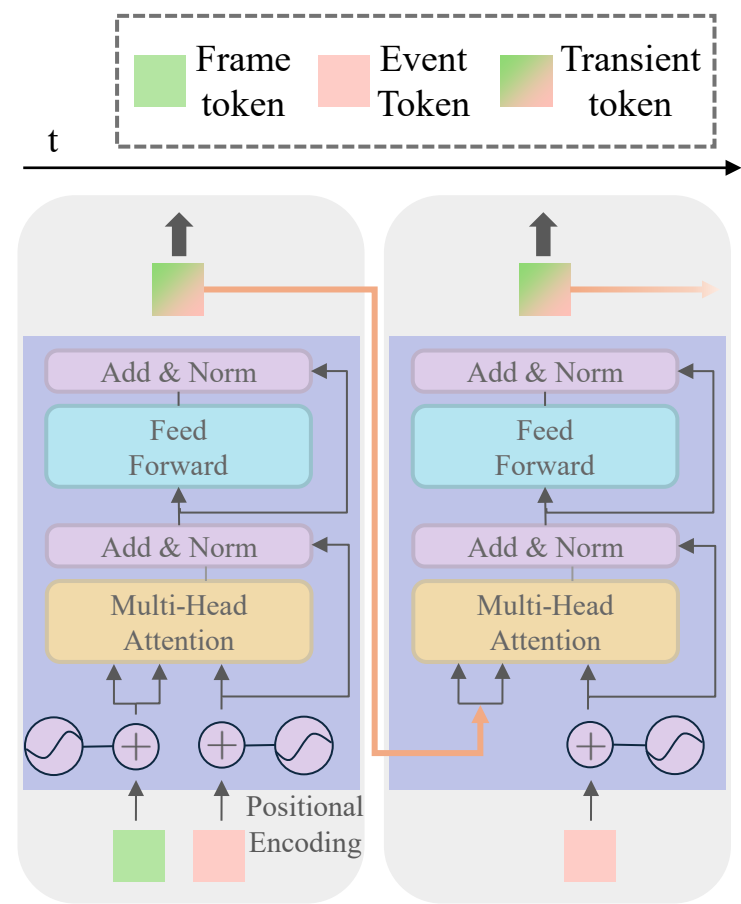 Frame
token
Event
Token
Transient
token
t
Add & Norm
Feed
Forward
Add & Norm
Multi-Head
Attention
Positional
Encoding
Add & Norm
Feed
Forward
Add & Norm
Multi-Head
Attention